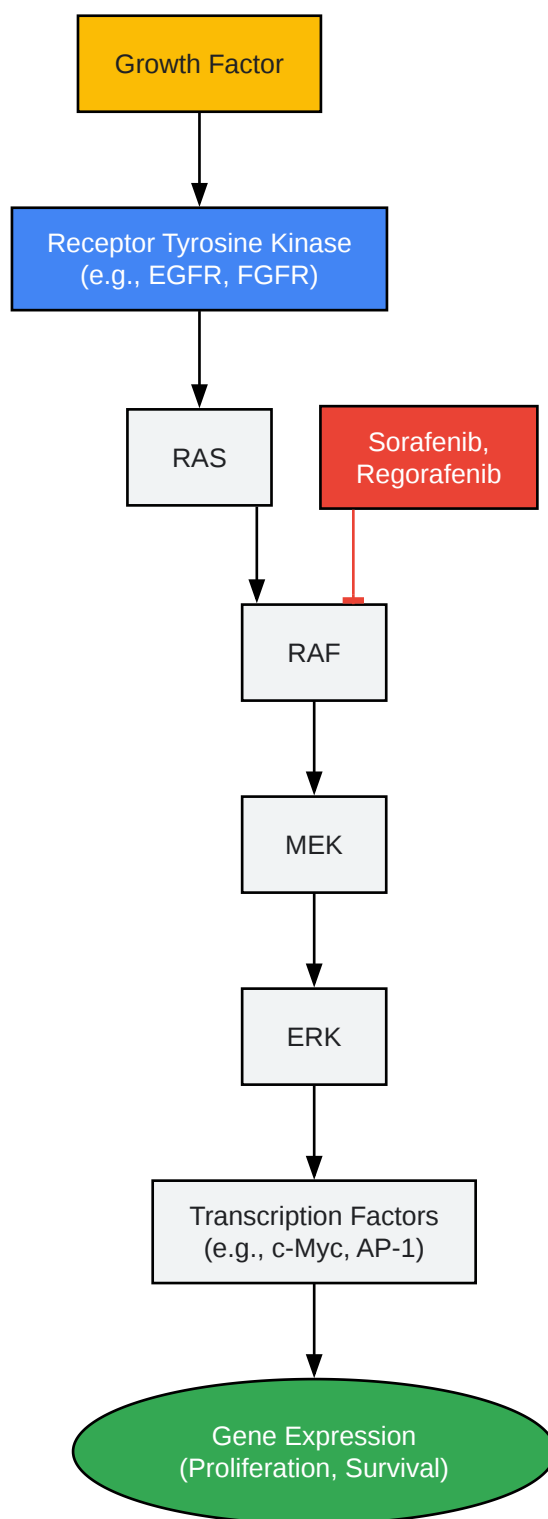 Growth Factor
Receptor Tyrosine Kinase
(e.g., EGFR, FGFR)
RAS
Sorafenib,
Regorafenib
RAF
MEK
ERK
Transcription Factors
(e.g., c-Myc, AP-1)
Gene Expression
(Proliferation, Survival)